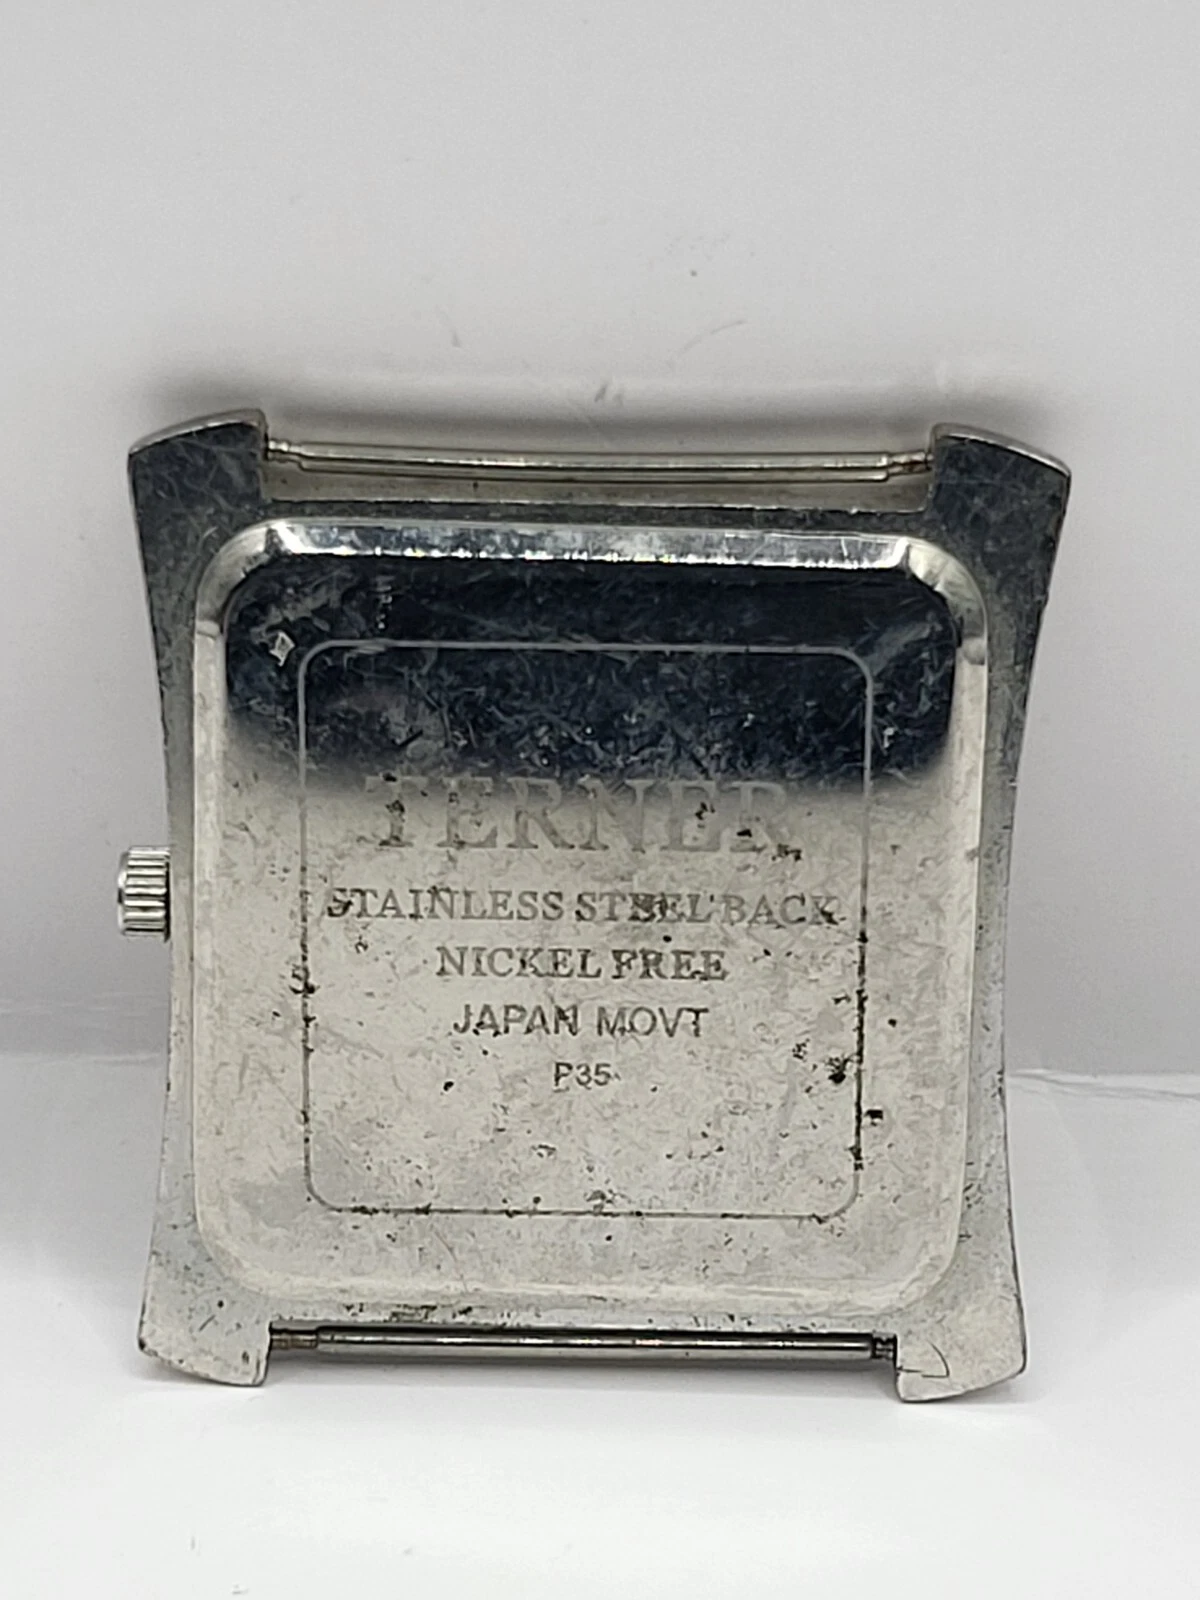 TERNER
STAINLESS STEEL BACK
NICKEL FREE
JAPAN MOVT
P35